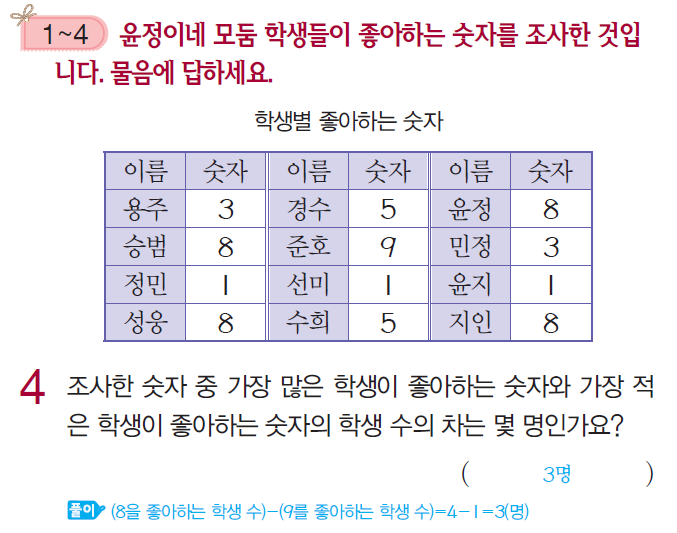 1~4 윤정이네 모둠 학생들이 좋아하는 숫자를 조사한 것입
니다. 물음에 답하세요.
학생별 좋아하는 숫자
이름 숫자 이름 숫자 이름 숫자
용주 3 경수 5 윤정 8
승범 8 준호 9 민정 3
정민 1 선미 1 윤지 1
성웅 8 수희 5 지인 8
4 조사한 숫자 중 가장 많은 학생이 좋아하는 숫자와 가장 적
은 학생이 좋아하는 숫자의 학생 수의 차는 몇 명인가요?
( 3명 )
풀이 (8을 좋아하는 학생 수)-(9를 좋아하는 학생 수)=4-1=3(명)